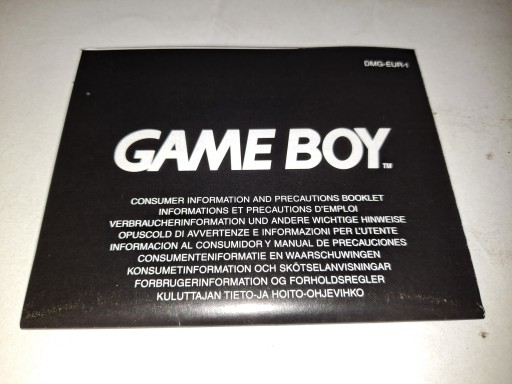 DMG-EUR-1
GAME BOY™
CONSUMER INFORMATION AND PRECAUTIONS BOOKLET
INFORMATIONS ET PRECAUTIONS D'EMPLOI
VERBRAUCHERINFORMATION UND ANDERE WICHTIGE HINWEISE
OPUSCOLO DI AVVERTENZE E INFORMAZIONI PER L'UTENTE
INFORMACION AL CONSUMIDOR Y MANUAL DE PRECAUCIONES
CONSUMENTENIFORMATIE EN WAARSCHUWINGEN
KONSUMETINFORMATION OCH SKÖTSELANVISNINGAR
FORBRUGERINFORMATION OG FORHOLDSREGLER
KULUTTAJAN TIETO-JA HOITO-OHJEVIHKO